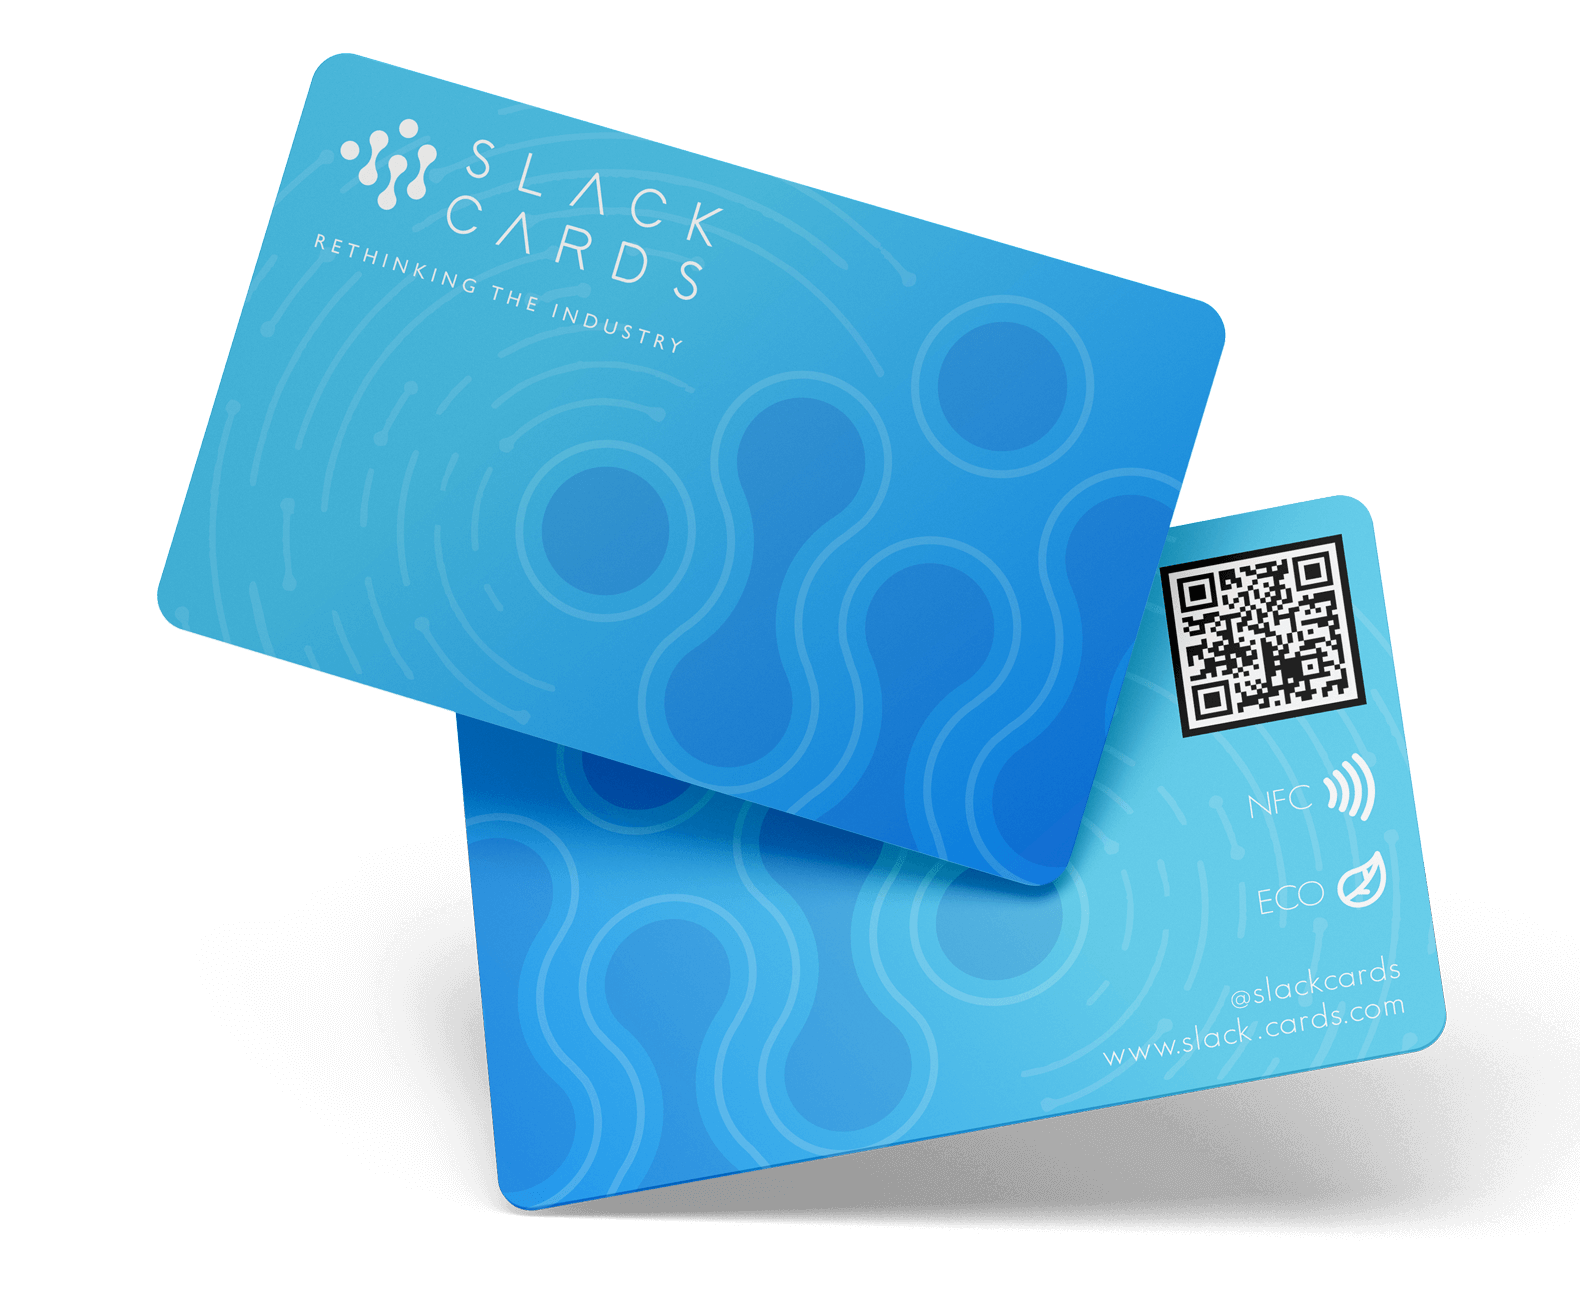 SLACK
CARDS
RETHINKING THE INDUSTRY
NFC
ECO
@slackcards
www.slack.cards.com